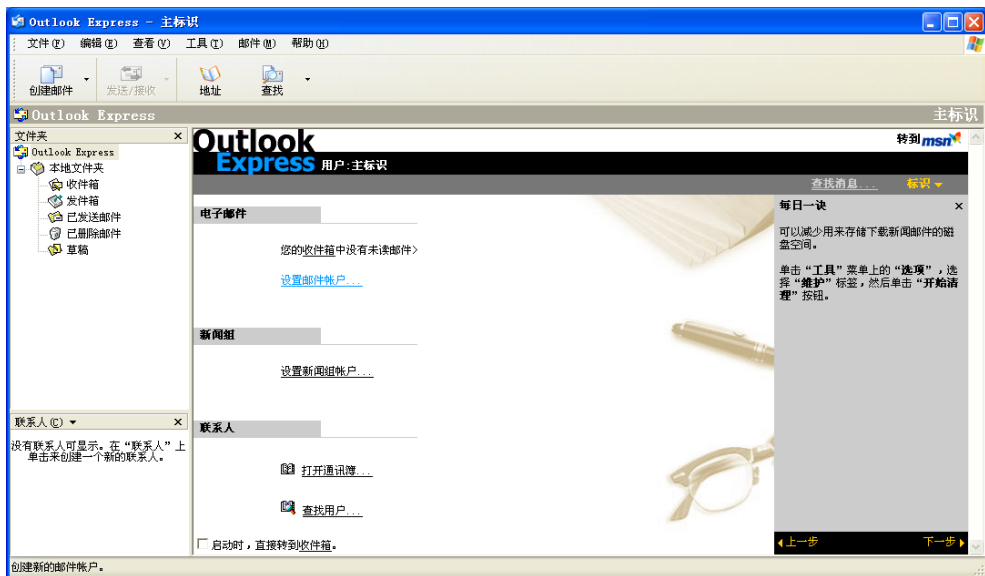 Outlook Express - 主标识
文件(F) 编辑(E) 查看(V) 工具(T) 邮件(M) 帮助(H)
创建邮件 发送/接收 地址 查找
Outlook Express 主标识
文件夹 ×
Outlook Express
本地文件夹
收件箱
发件箱
已发送邮件
已删除邮件
草稿
联系人(C) ×
没有联系人可显示。在“联系人”上
单击来创建一个新的联系人。
Outlook
Express 用户:主标识
转到 msn
查找消息... 标识
电子邮件
您的收件箱中没有未读邮件>
设置邮件帐户...
新闻组
设置新闻组帐户...
联系人
打开通讯簿...
查找用户...
启动时，直接转到收件箱。
每日一诀 ×
可以减少用来存储下载新闻邮件的磁
盘空间。
单击“工具”菜单上的“选项”，选
择“维护”标签，然后单击“开始清
理”按钮。
上一步 下一步
创建新的邮件帐户。